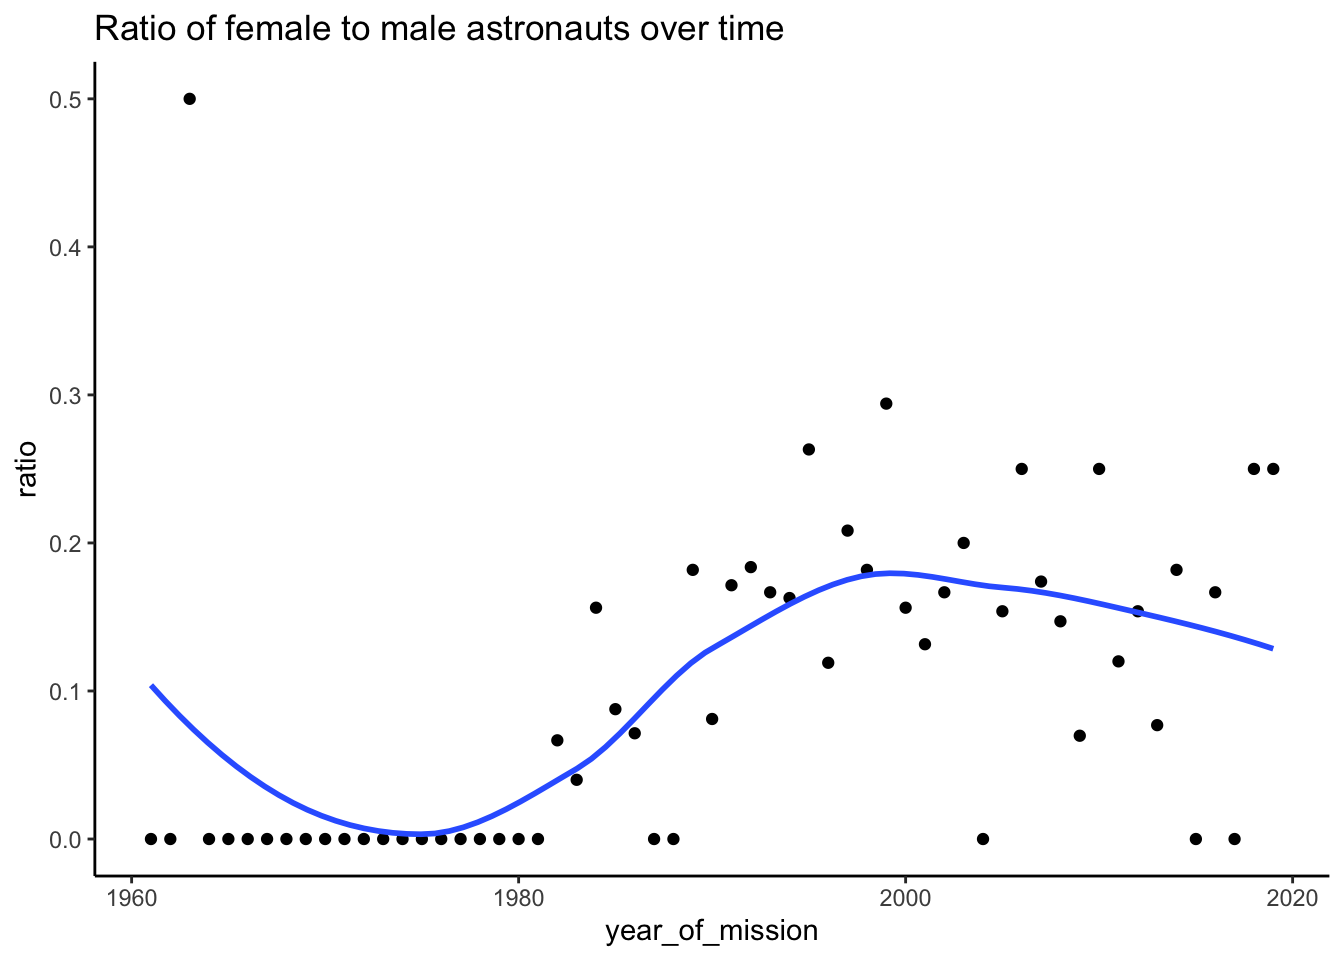 Ratio of female to male astronauts over time
0.5
0.4
0.3
0.2
0.1
0.0
ratio
1960 1980 2000 2020
year_of_mission